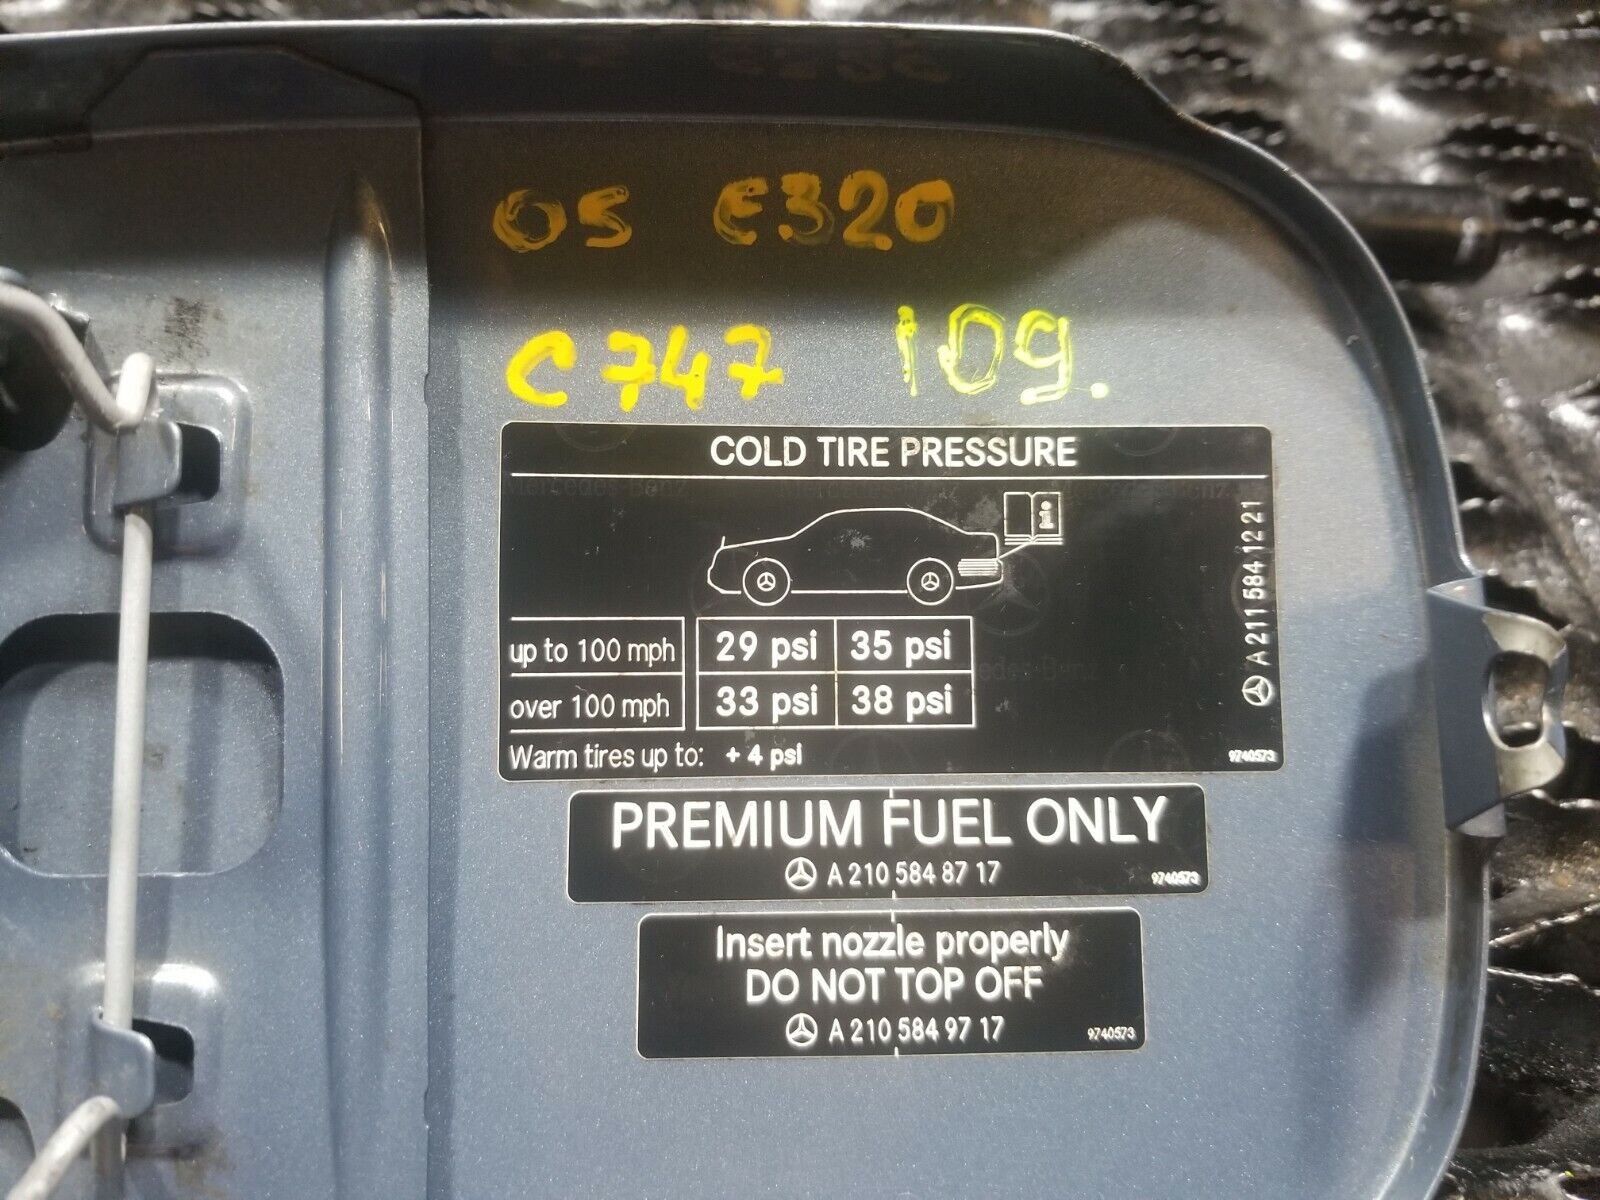 05 E320
C747 109.
COLD TIRE PRESSURE
up to 100 mph 29 psi 35 psi
over 100 mph 33 psi 38 psi
Warm tires up to: + 4 psi
A 211 584 12 21
9740573
PREMIUM FUEL ONLY
A 210 584 87 17
9740573
Insert nozzle properly
DO NOT TOP OFF
A 210 584 97 17
9740573